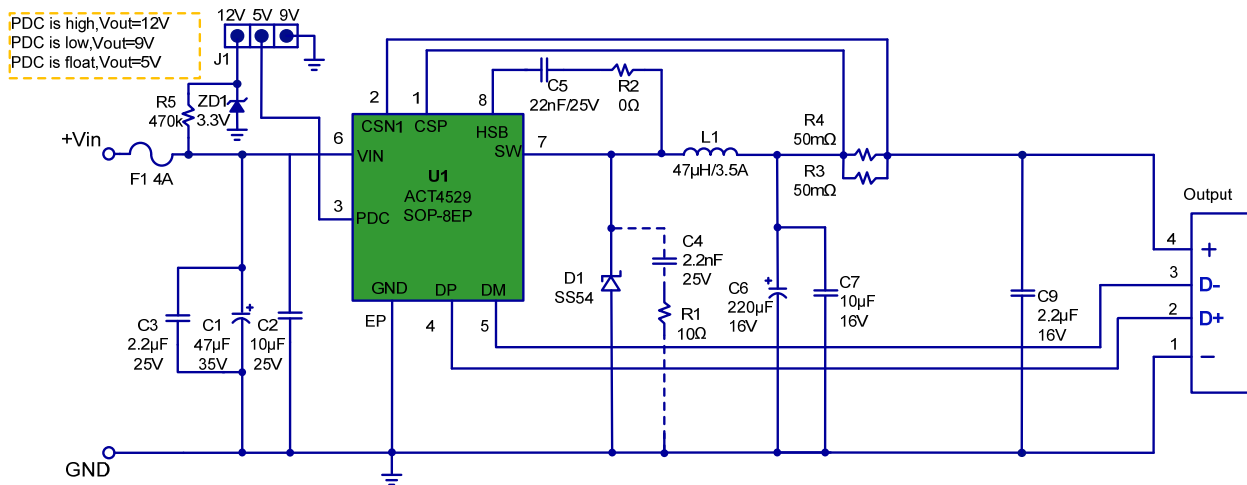 PDC is high,Vout=12V
PDC is low,Vout=9V
PDC is float,Vout=5V
12V 5V 9V
J1
R5
470k
ZD1
3.3V
+Vin
F1 4A
2
1
8
6
7
3
4
5
CSN1
CSP
HSB
SW
VIN
U1
ACT4529
SOP-8EP
PDC
GND
DP
DM
EP
C5
22nF/25V
R2
0Ω
L1
47µH/3.5A
R4
50mΩ
R3
50mΩ
C3
2.2µF
25V
C1
+
47µF
35V
C2
10µF
25V
D1
SS54
C4
2.2nF
25V
R1
10Ω
C6
+
220µF
16V
C7
10µF
16V
C9
2.2µF
16V
Output
4
+
3
D-
2
D+
1
−
GND